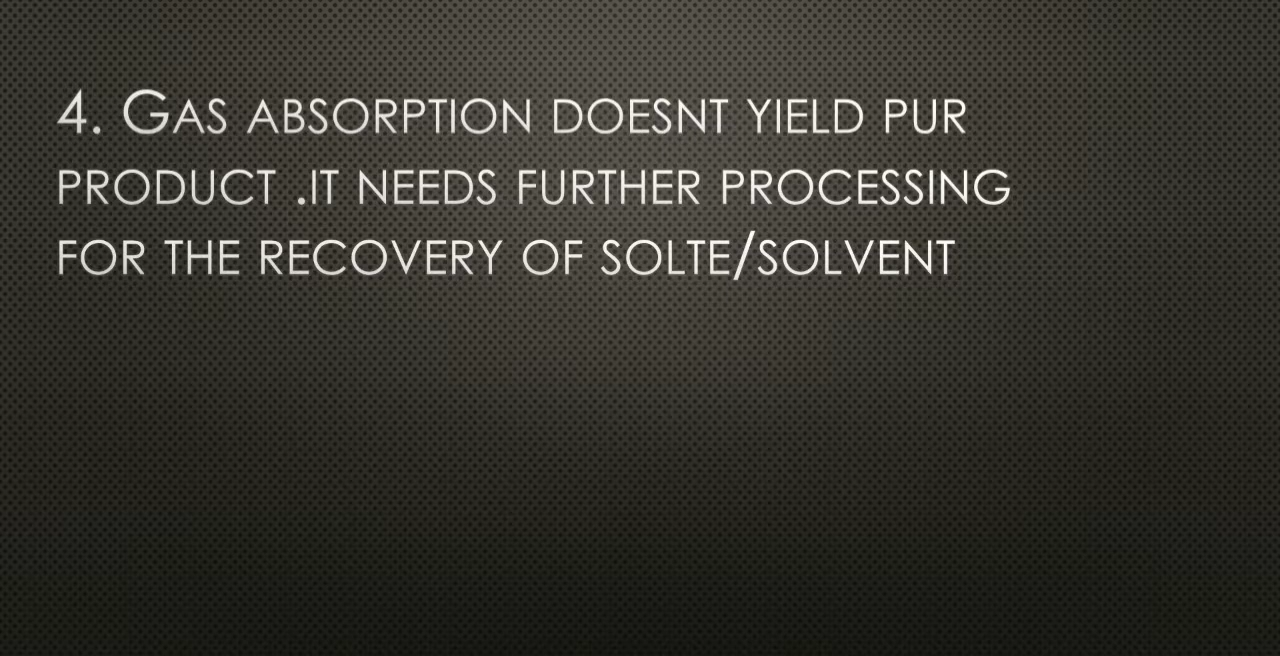 4. Gas absorption doesnt yield pur
product .it needs further processing
for the recovery of solte/solvent